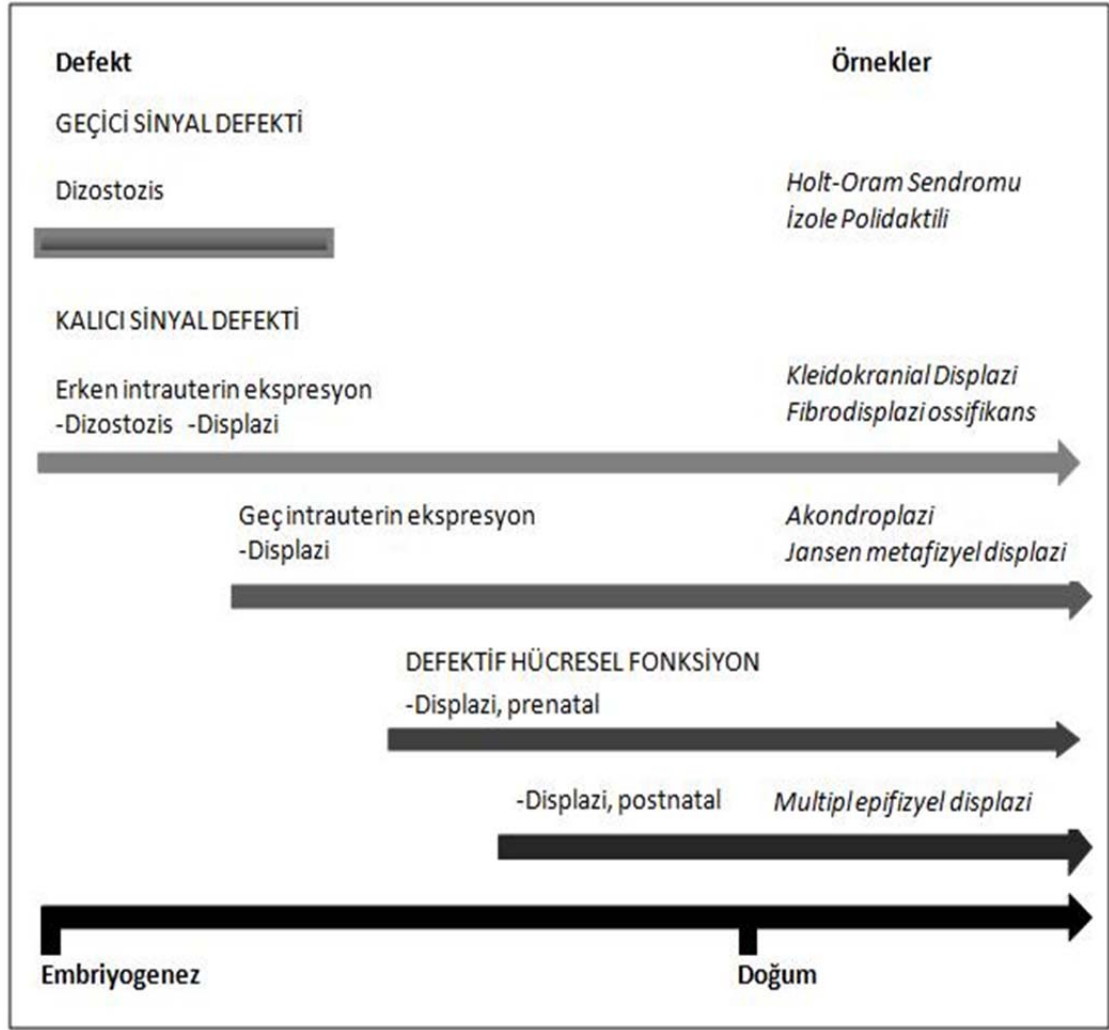 Defekt
Örnekler
GEÇİCİ SİNYAL DEFEKTİ
Dizostozis
Holt-Oram Sendromu
İzole Polidaktili
KALICI SİNYAL DEFEKTİ
Erken intrauterin ekspresyon
-Dizostozis -Displazi
Kleidokranial Displazi
Fibrodisplazi ossifikans
Geç intrauterin ekspresyon
-Displazi
Akondroplazi
Jansen metafizyel displazi
DEFEKTİF HÜCRESEL FONKSİYON
-Displazi, prenatal
-Displazi, postnatal
Multipl epifizyel displazi
Embriyogenez
Doğum